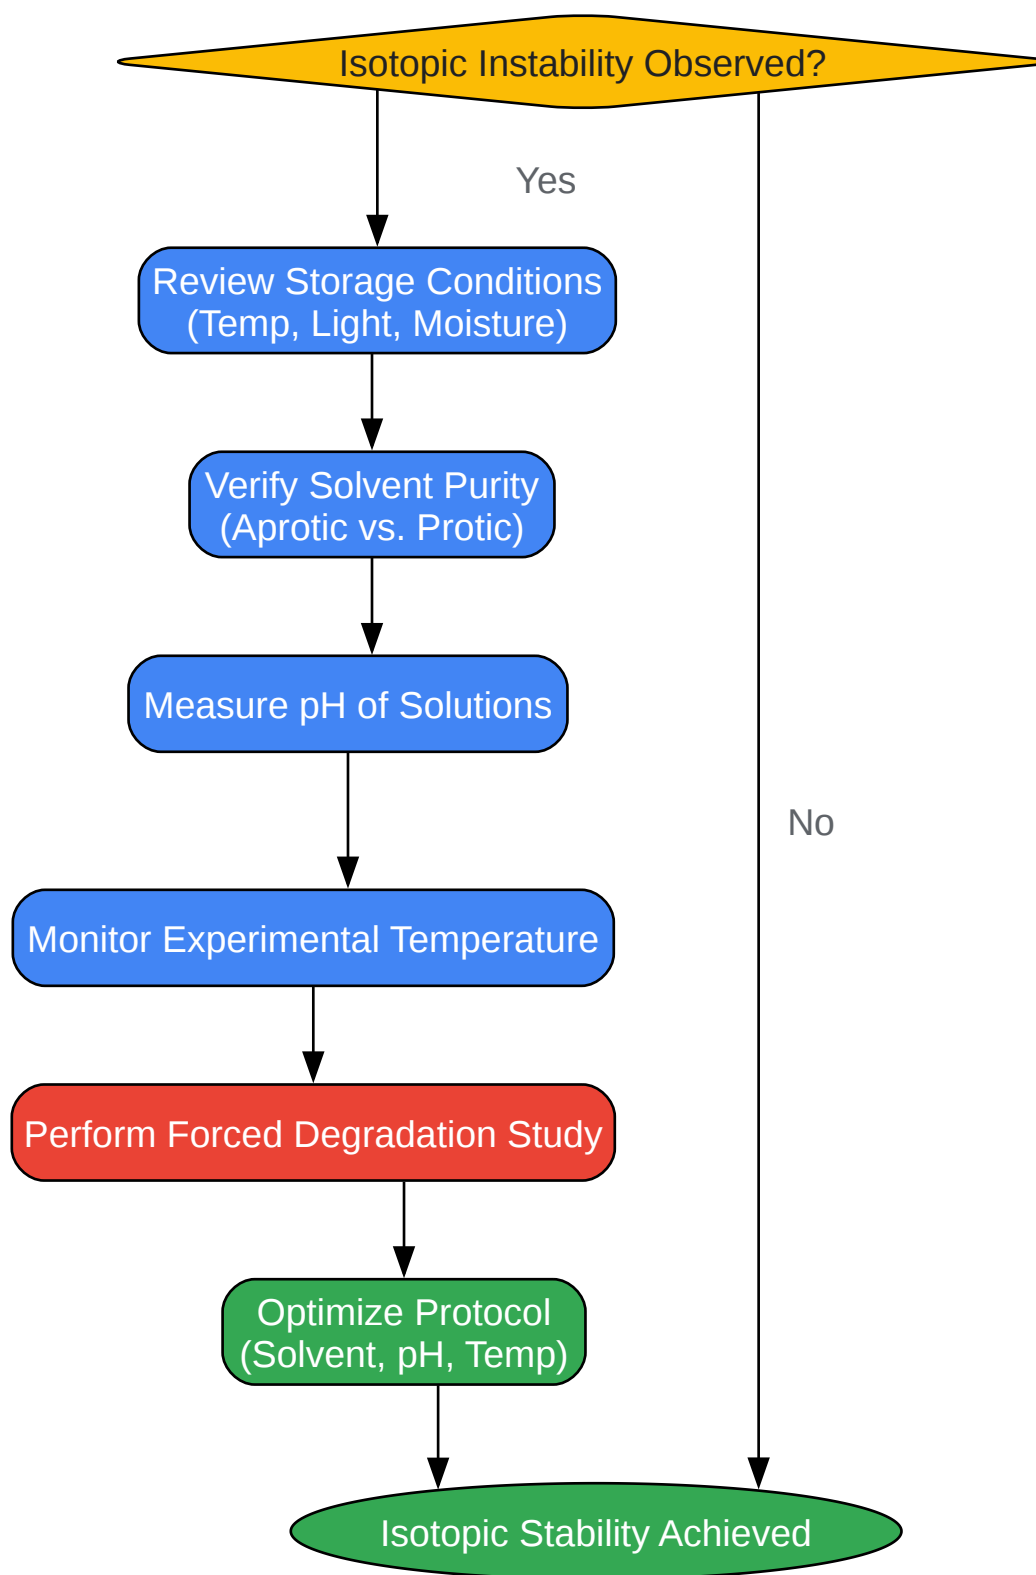 Isotopic Instability Observed?
Yes
Review Storage Conditions
(Temp, Light, Moisture)
Verify Solvent Purity
(Aprotic vs. Protic)
Measure pH of Solutions
No
Monitor Experimental Temperature
Perform Forced Degradation Study
Optimize Protocol
(Solvent, pH, Temp)
Isotopic Stability Achieved